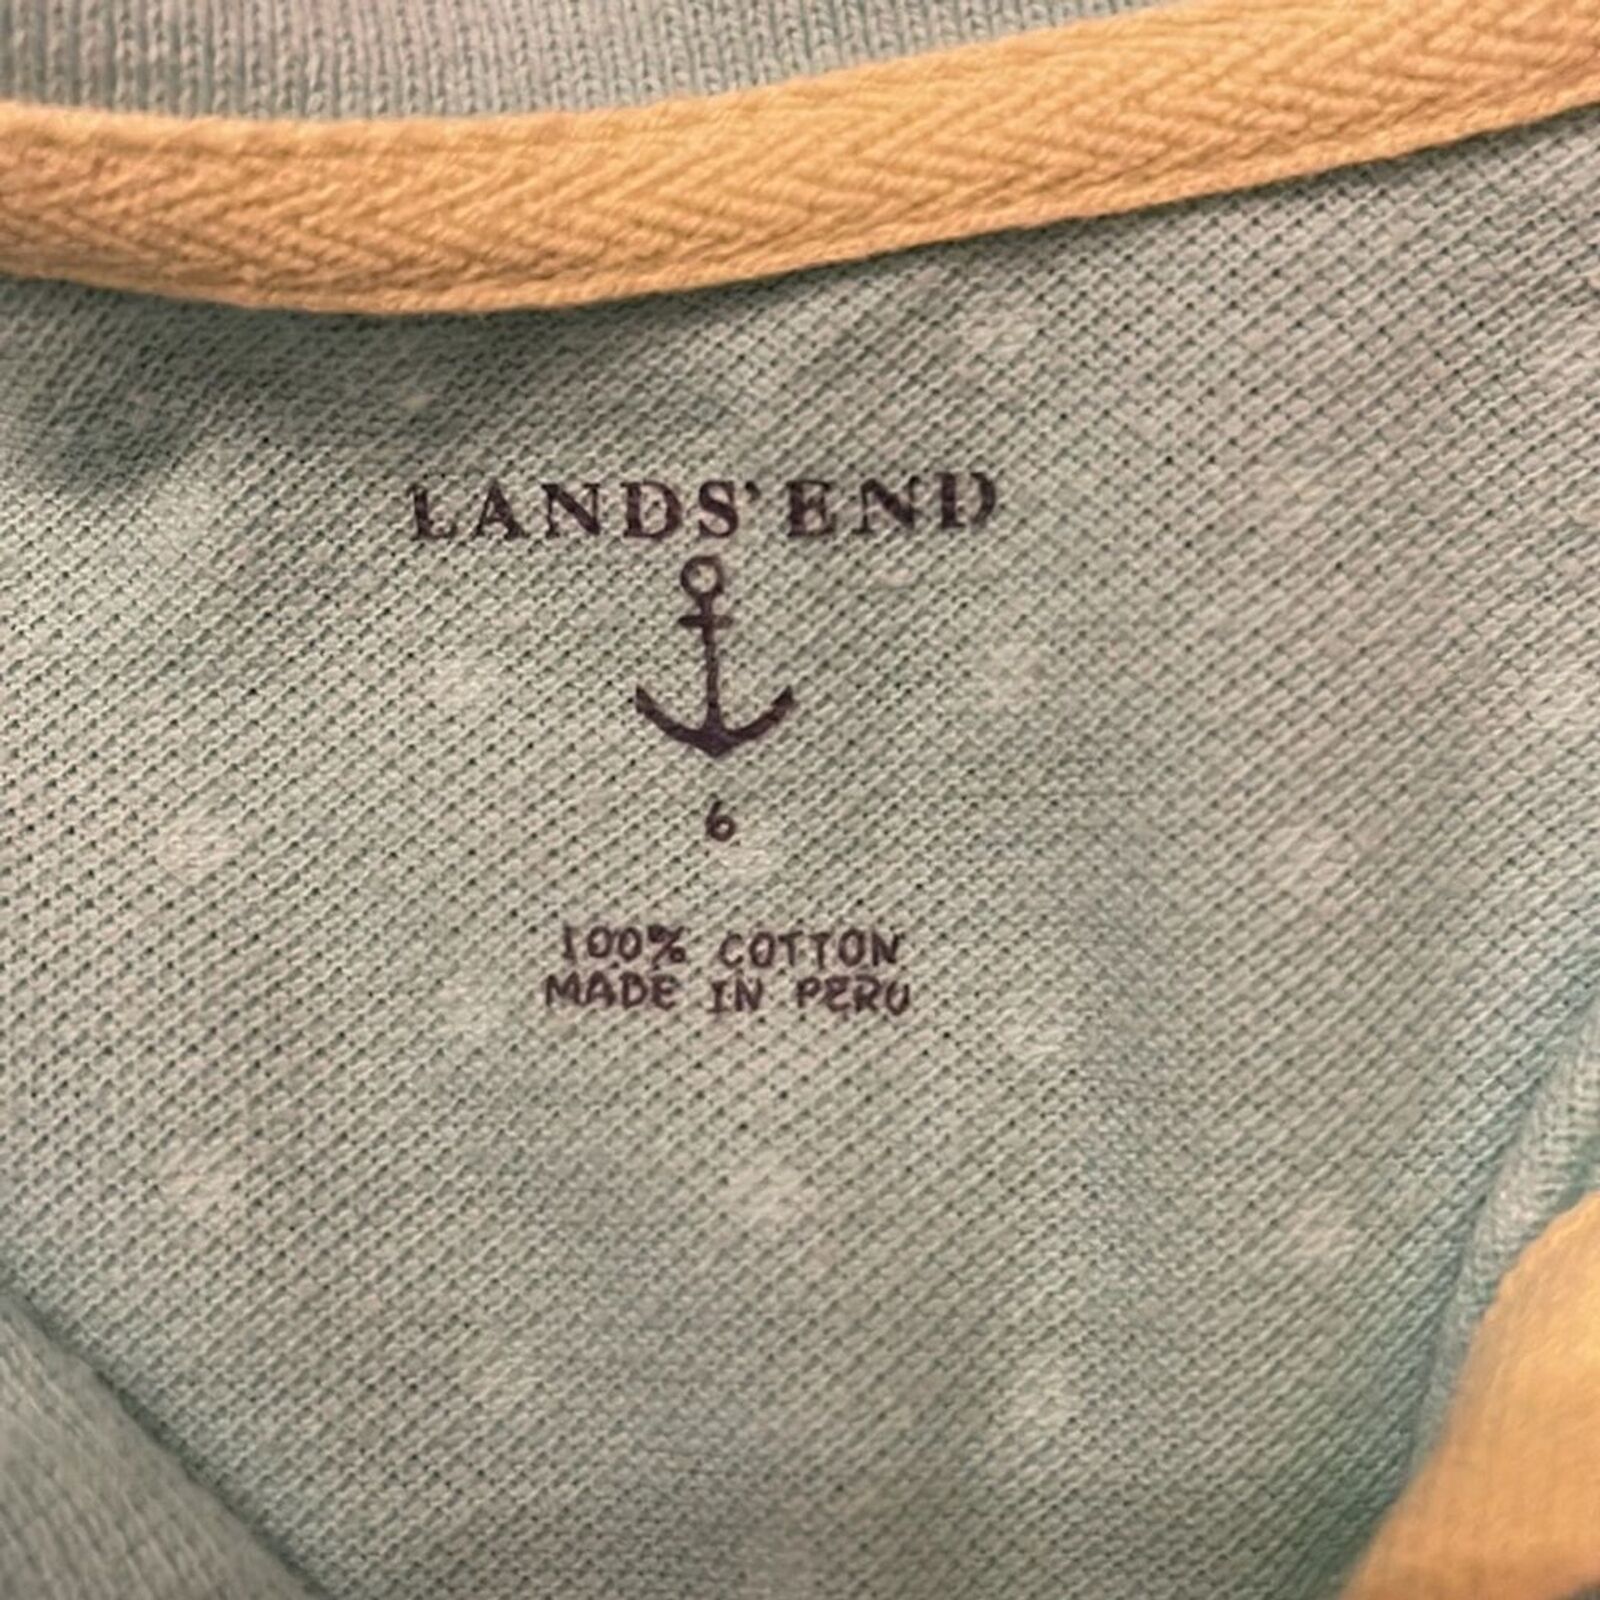 LANDS' END
6
100% COTTON
MADE IN PERU